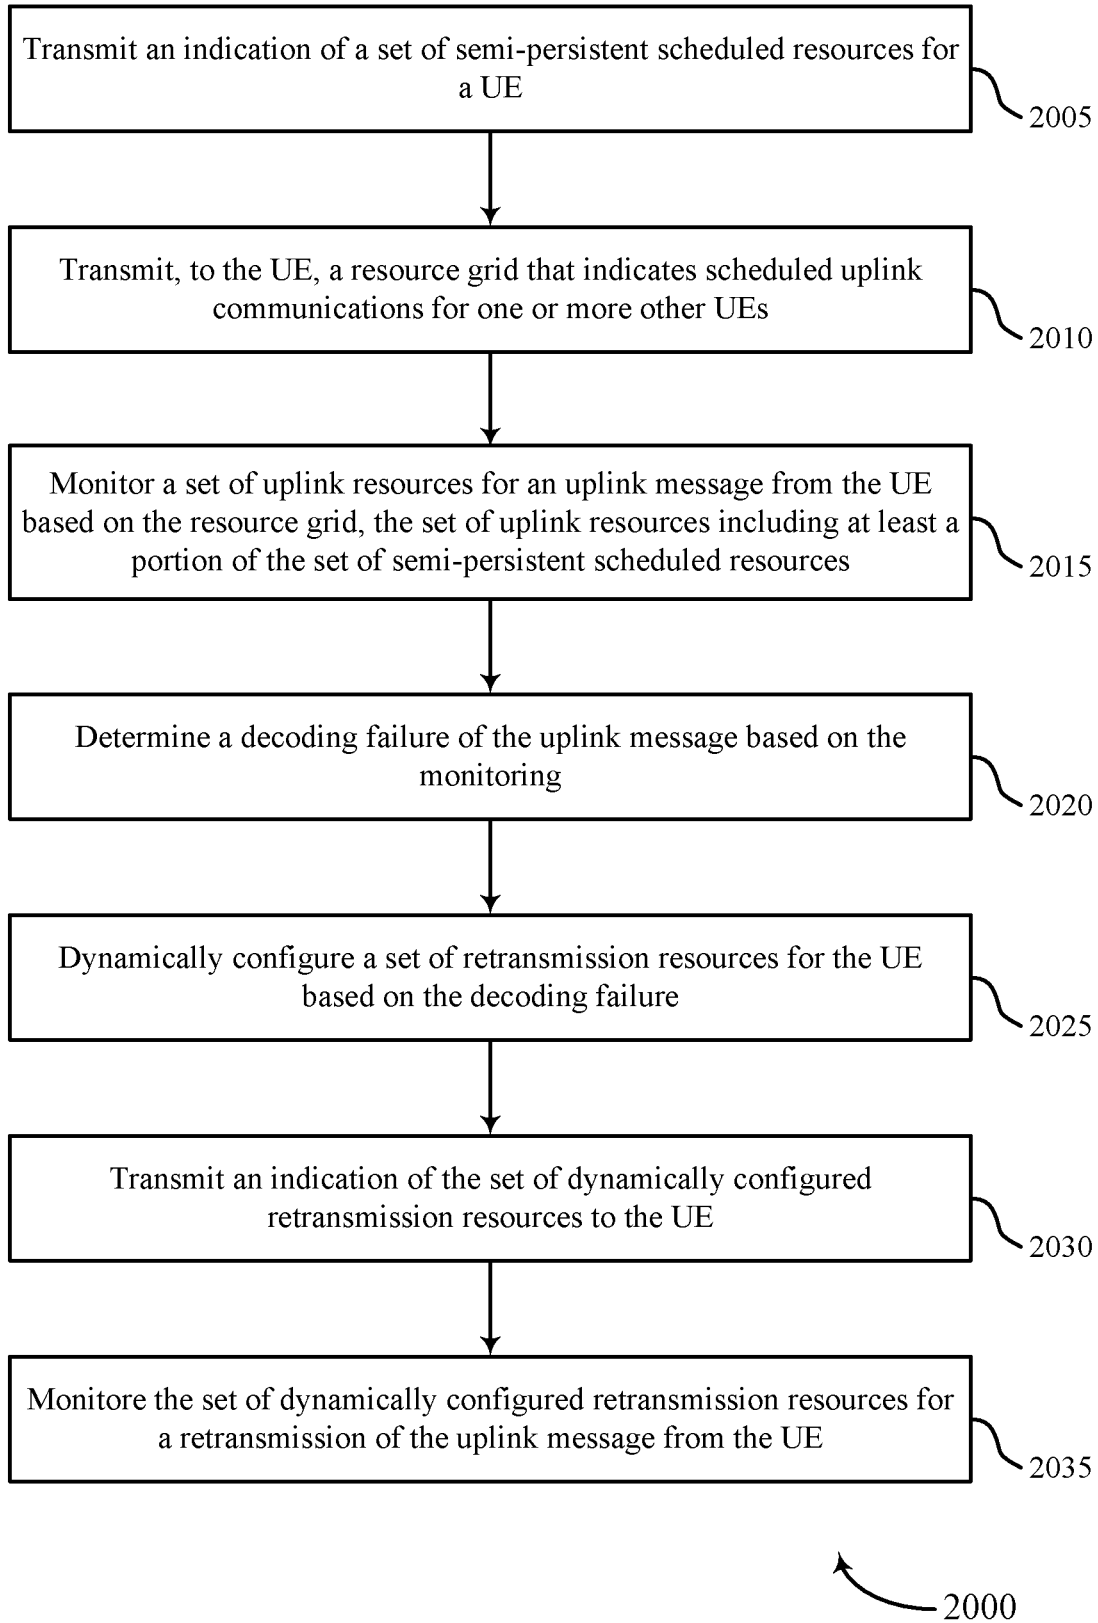 Transmit an indication of a set of semi-persistent scheduled resources for
a UE
2005
Transmit, to the UE, a resource grid that indicates scheduled uplink
communications for one or more other UEs
2010
Monitor a set of uplink resources for an uplink message from the UE
based on the resource grid, the set of uplink resources including at least a
portion of the set of semi-persistent scheduled resources
2015
Determine a decoding failure of the uplink message based on the
monitoring
2020
Dynamically configure a set of retransmission resources for the UE
based on the decoding failure
2025
Transmit an indication of the set of dynamically configured
retransmission resources to the UE
2030
Monitore the set of dynamically configured retransmission resources for
a retransmission of the uplink message from the UE
2035
2000